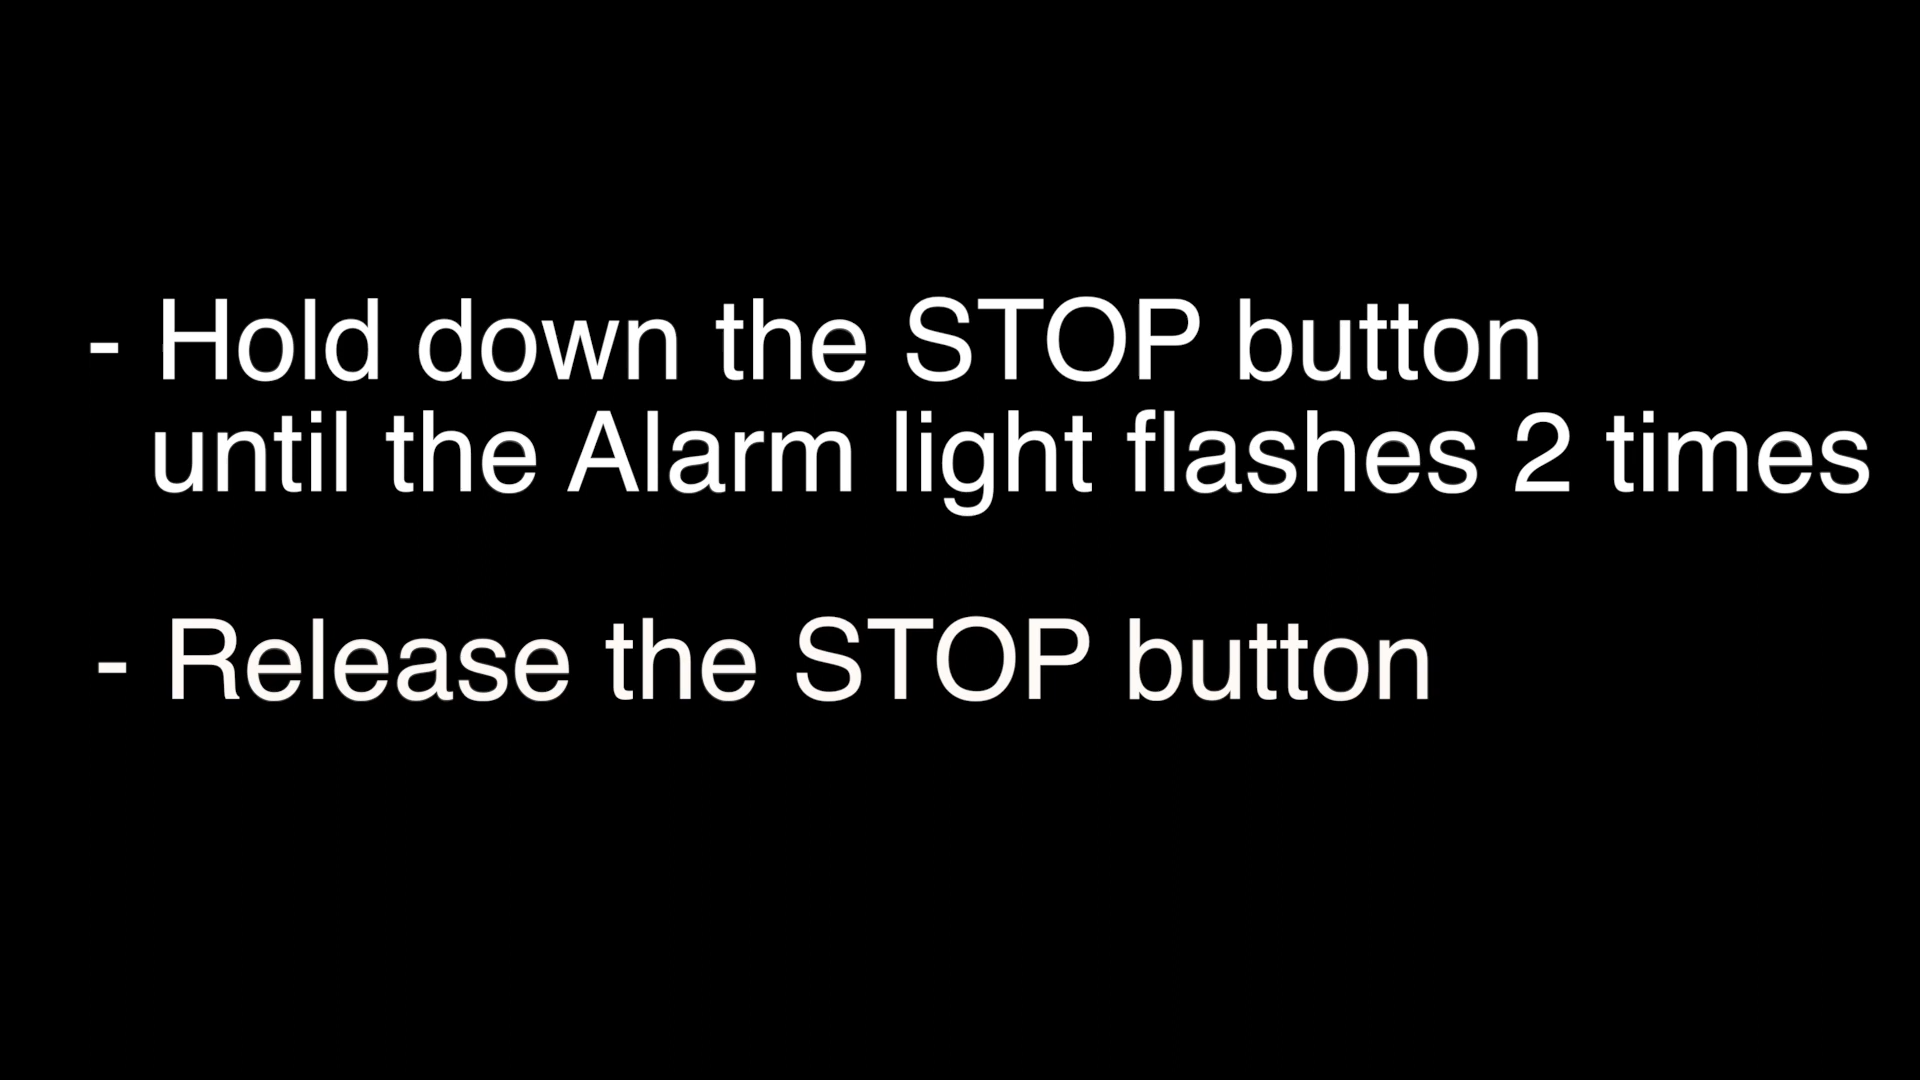 - Hold down the STOP button
until the Alarm light flashes 2 times
- Release the STOP button